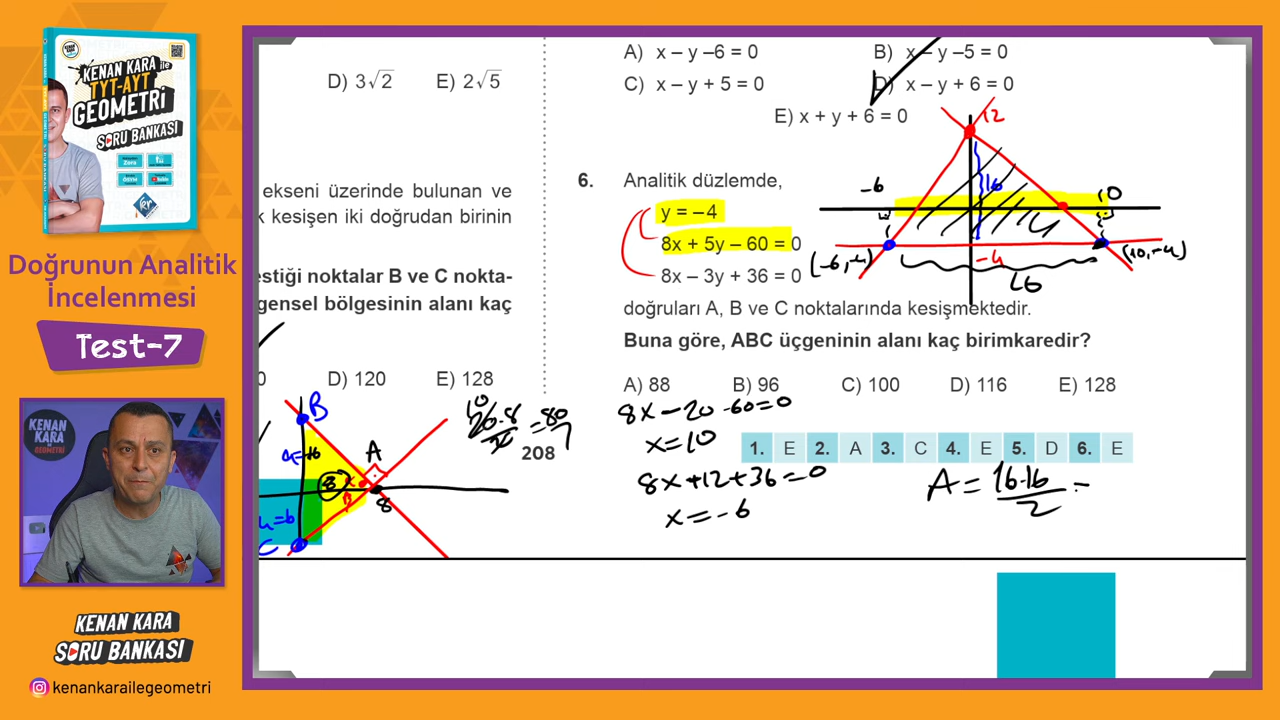 KENAN KARA ile
TYT-AYT
GEOMETRİ
SORU BANKASI
Doğrunun Analitik
İncelenmesi
Test-7
KENAN
KARA
GEOMETRİ
KENAN KARA
SORU BANKASI
kenankarailegeometri
D) 3√2 E) 2√5
ekseni üzerinde bulunan ve
k kesişen iki doğrudan birinin
estiği noktalar B ve C nokta-
gensel bölgesinin alanı kaç
0 D) 120 E) 128
B
A
C
8
8
h=6
208
A) x – y –6 = 0 B) x – y –5 = 0
C) x – y + 5 = 0 D) x – y + 6 = 0
E) x + y + 6 = 0
6. Analitik düzlemde,
y = –4
8x + 5y – 60 = 0
8x – 3y + 36 = 0
doğruları A, B ve C noktalarında kesişmektedir.
Buna göre, ABC üçgeninin alanı kaç birimkaredir?
A) 88 B) 96 C) 100 D) 116 E) 128
12
16
-6
10
(-6,-4)
-4
(10,-4)
16
8x-20-60=0
x=10
8x+12+36=0
x=-6
1. E 2. A 3. C 4. E 5. D 6. E
A = 16·16/2 =